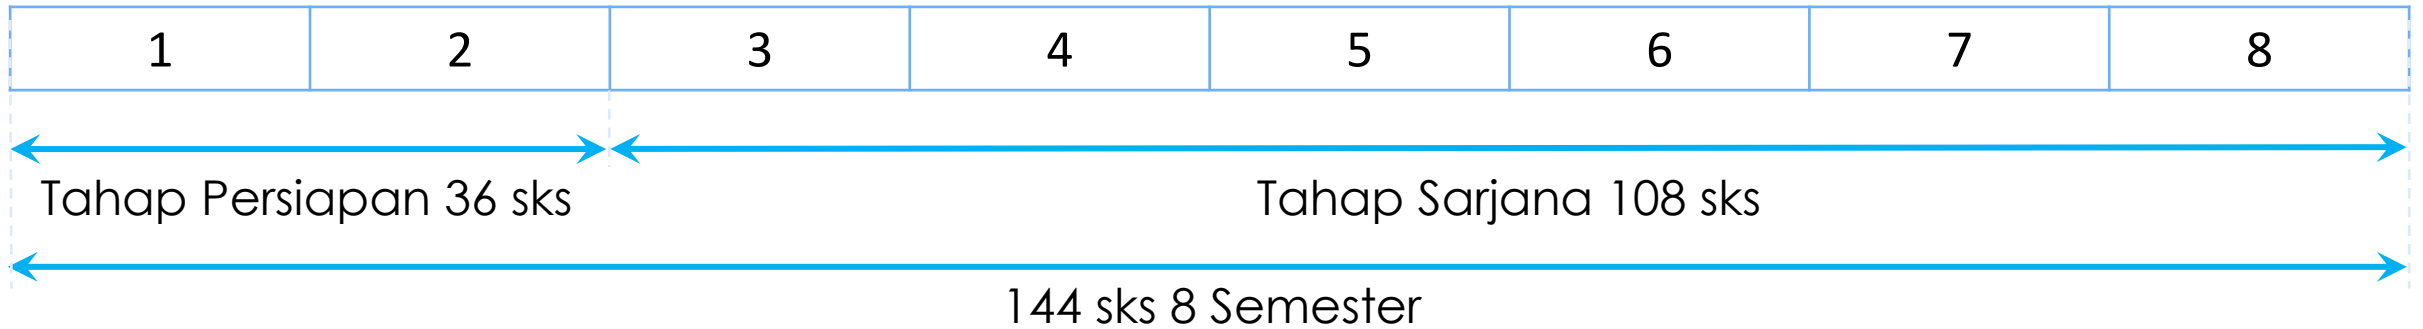 1 2 3 4 5 6 7 8
Tahap Persiapan 36 sks Tahap Sarjana 108 sks
144 sks 8 Semester